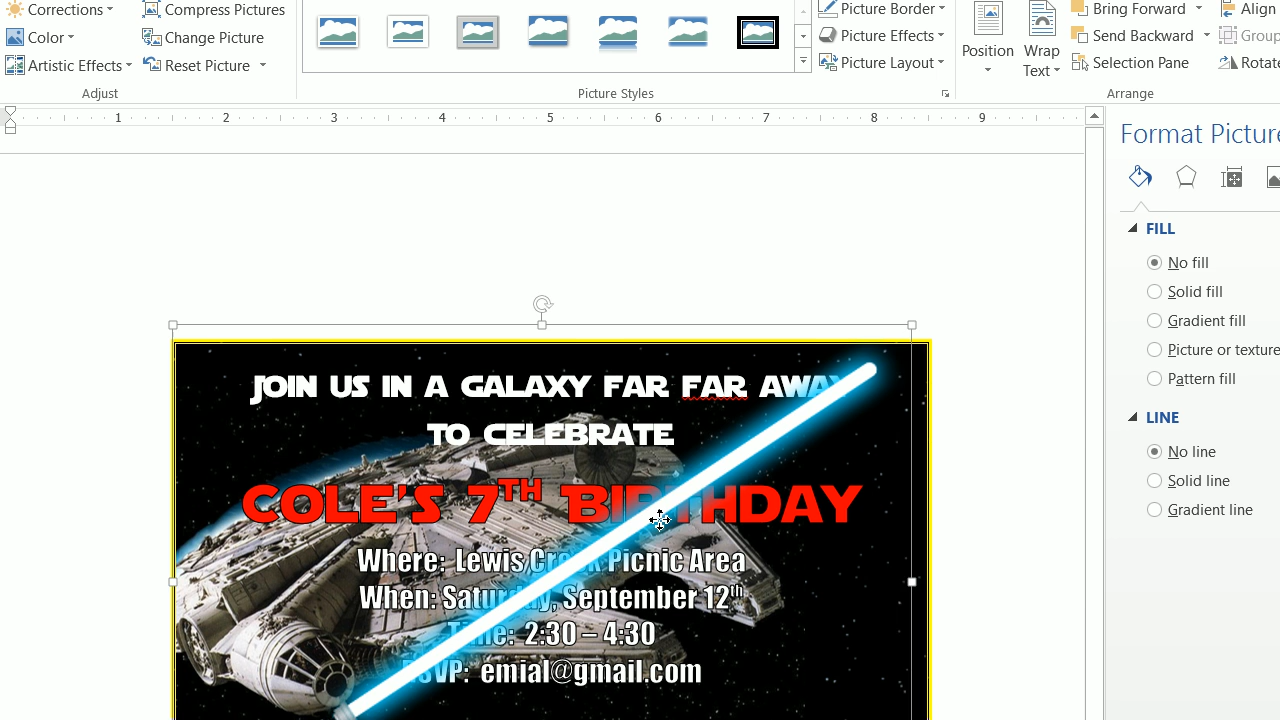 Corrections
Compress Pictures
Color
Change Picture
Artistic Effects
Reset Picture
Adjust
Picture Styles
Picture Border
Picture Effects
Picture Layout
Position
Wrap
Text
Bring Forward
Send Backward
Selection Pane
Align
Group
Rotate
Arrange
1 2 3 4 5 6 7 8 9
Format Picture
FILL
No fill
Solid fill
Gradient fill
Picture or texture
Pattern fill
LINE
No line
Solid line
Gradient line
JOIN US IN A GALAXY FAR FAR AWAY
TO CELEBRATE
COLE'S 7TH BIRTHDAY
Where: Lewis Creek Picnic Area
When: Saturday, September 12th
Time: 2:30 – 4:30
RSVP: emial@gmail.com